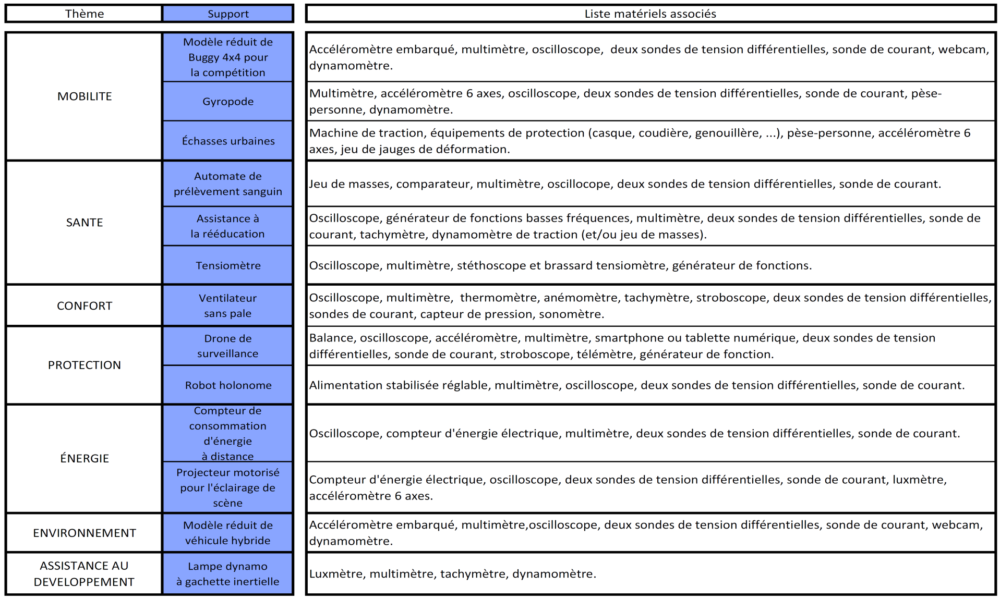 Thème
Support
Liste matériels associés
MOBILITE
Modèle réduit de
Buggy 4x4 pour
la compétition
Accéléromètre embarqué, multimètre, oscilloscope,  deux sondes de tension différentielles, sonde de courant, webcam,
dynamomètre.
Gyropode
Multimètre, accéléromètre 6 axes, oscilloscope, deux sondes de tension différentielles, sonde de courant, pèse-
personne, dynamomètre.
Échasses urbaines
Machine de traction, équipements de protection (casque, coudière, genouillère, ...), pèse-personne, accéléromètre 6
axes, jeu de jauges de déformation.
SANTE
Automate de
prélèvement sanguin
Jeu de masses, comparateur, multimètre, oscillocope, deux sondes de tension différentielles, sonde de courant.
Assistance à
la rééducation
Oscilloscope, générateur de fonctions basses fréquences, multimètre, deux sondes de tension différentielles, sonde de
courant, tachymètre, dynamomètre de traction (et/ou jeu de masses).
Tensiomètre
Oscilloscope, multimètre, stéthoscope et brassard tensiomètre, générateur de fonctions.
CONFORT
Ventilateur
sans pale
Oscilloscope, multimètre,  thermomètre, anémomètre, tachymètre, stroboscope, deux sondes de tension différentielles,
sondes de courant, capteur de pression, sonomètre.
PROTECTION
Drone de
surveillance
Balance, oscilloscope, accéléromètre, multimètre, smartphone ou tablette numérique, deux sondes de tension
différentielles, sonde de courant, stroboscope, télémètre, générateur de fonction.
Robot holonome
Alimentation stabilisée réglable, multimètre, oscilloscope, deux sondes de tension différentielles, sonde de courant.
ÉNERGIE
Compteur de
consommation
d'énergie
à distance
Oscilloscope, compteur d'énergie électrique, multimètre, deux sondes de tension différentielles, sonde de courant.
Projecteur motorisé
pour l'éclairage de
scène
Compteur d'énergie électrique, oscilloscope, deux sondes de tension différentielles, sonde de courant, luxmètre,
accéléromètre 6 axes.
ENVIRONNEMENT
Modèle réduit de
véhicule hybride
Accéléromètre embarqué, multimètre,oscilloscope, deux sondes de tension différentielles, sonde de courant, webcam,
dynamomètre.
ASSISTANCE AU
DEVELOPPEMENT
Lampe dynamo
à gachette inertielle
Luxmètre, multimètre, tachymètre, dynamomètre.